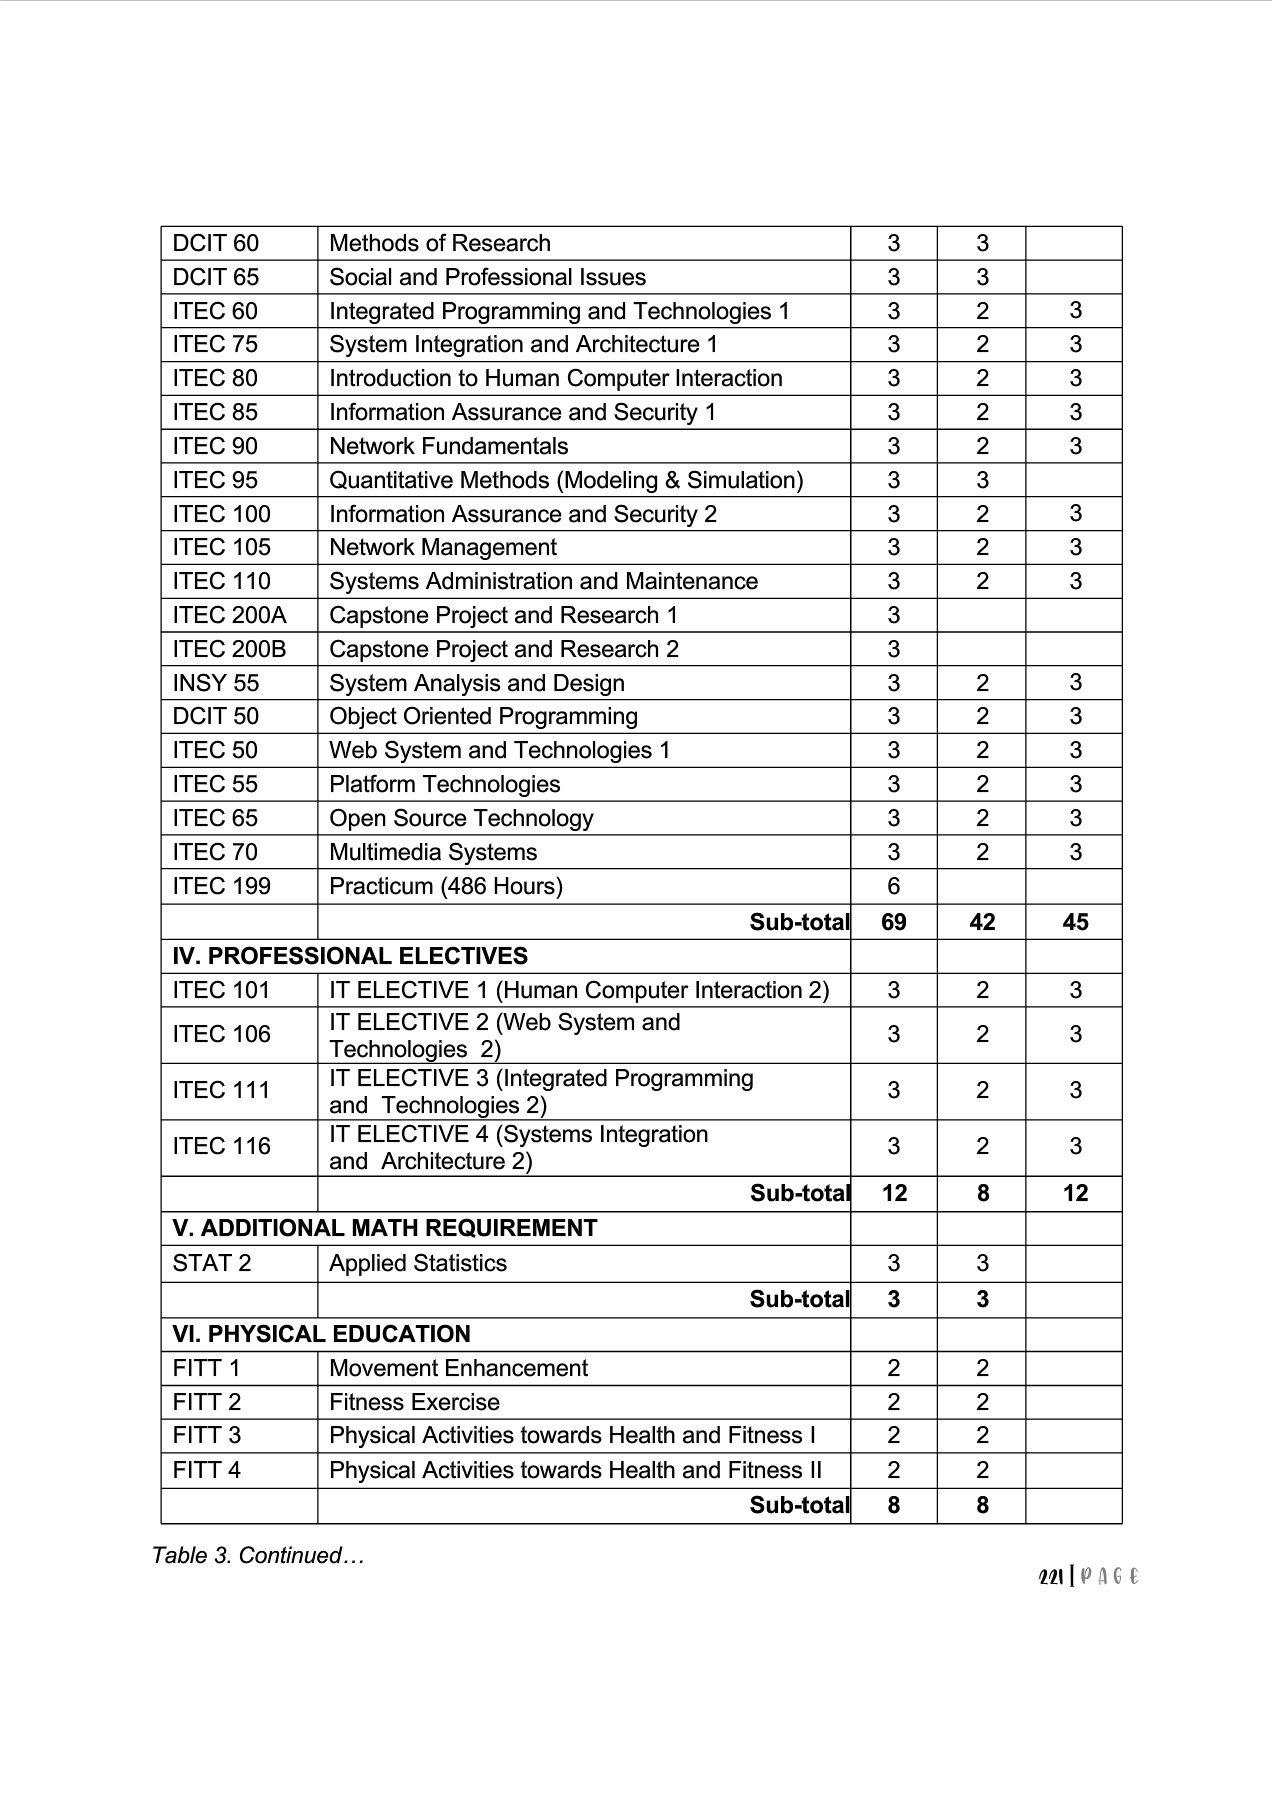 DCIT 60 Methods of Research 3 3
DCIT 65 Social and Professional Issues 3 3
ITEC 60 Integrated Programming and Technologies 1 3 2 3
ITEC 75 System Integration and Architecture 1 3 2 3
ITEC 80 Introduction to Human Computer Interaction 3 2 3
ITEC 85 Information Assurance and Security 1 3 2 3
ITEC 90 Network Fundamentals 3 2 3
ITEC 95 Quantitative Methods (Modeling & Simulation) 3 3
ITEC 100 Information Assurance and Security 2 3 2 3
ITEC 105 Network Management 3 2 3
ITEC 110 Systems Administration and Maintenance 3 2 3
ITEC 200A Capstone Project and Research 1 3
ITEC 200B Capstone Project and Research 2 3
INSY 55 System Analysis and Design 3 2 3
DCIT 50 Object Oriented Programming 3 2 3
ITEC 50 Web System and Technologies 1 3 2 3
ITEC 55 Platform Technologies 3 2 3
ITEC 65 Open Source Technology 3 2 3
ITEC 70 Multimedia Systems 3 2 3
ITEC 199 Practicum (486 Hours) 6
Sub-total 69 42 45
IV. PROFESSIONAL ELECTIVES
ITEC 101 IT ELECTIVE 1 (Human Computer Interaction 2) 3 2 3
ITEC 106 IT ELECTIVE 2 (Web System and
Technologies 2) 3 2 3
ITEC 111 IT ELECTIVE 3 (Integrated Programming
and Technologies 2) 3 2 3
ITEC 116 IT ELECTIVE 4 (Systems Integration
and Architecture 2) 3 2 3
Sub-total 12 8 12
V. ADDITIONAL MATH REQUIREMENT
STAT 2 Applied Statistics 3 3
Sub-total 3 3
VI. PHYSICAL EDUCATION
FITT 1 Movement Enhancement 2 2
FITT 2 Fitness Exercise 2 2
FITT 3 Physical Activities towards Health and Fitness I 2 2
FITT 4 Physical Activities towards Health and Fitness II 2 2
Sub-total 8 8
Table 3. Continued…
221 | PAGE